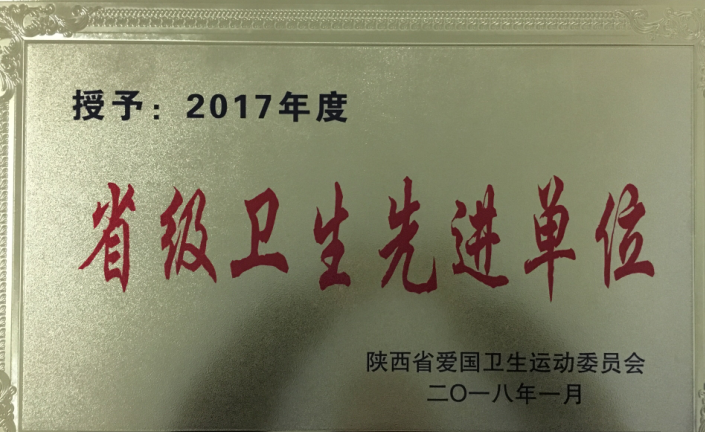 授予：2017年度
省级卫生先进单位
陕西省爱国卫生运动委员会
二〇一八年一月